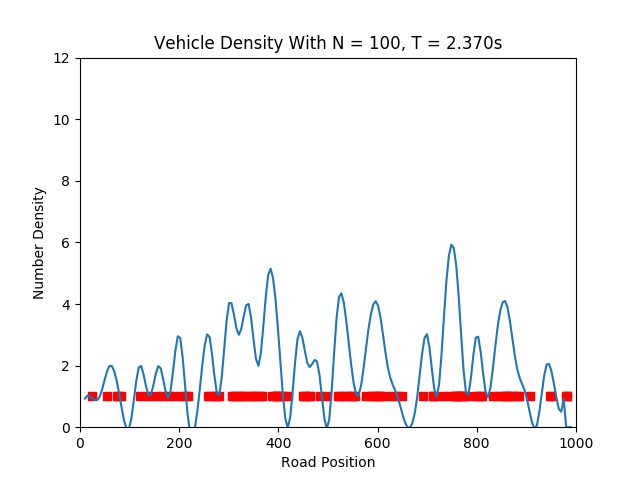 Vehicle Density With N = 100, T = 2.370s
12
10
8
6
4
2
0
Number Density
0 200 400 600 800 1000
Road Position